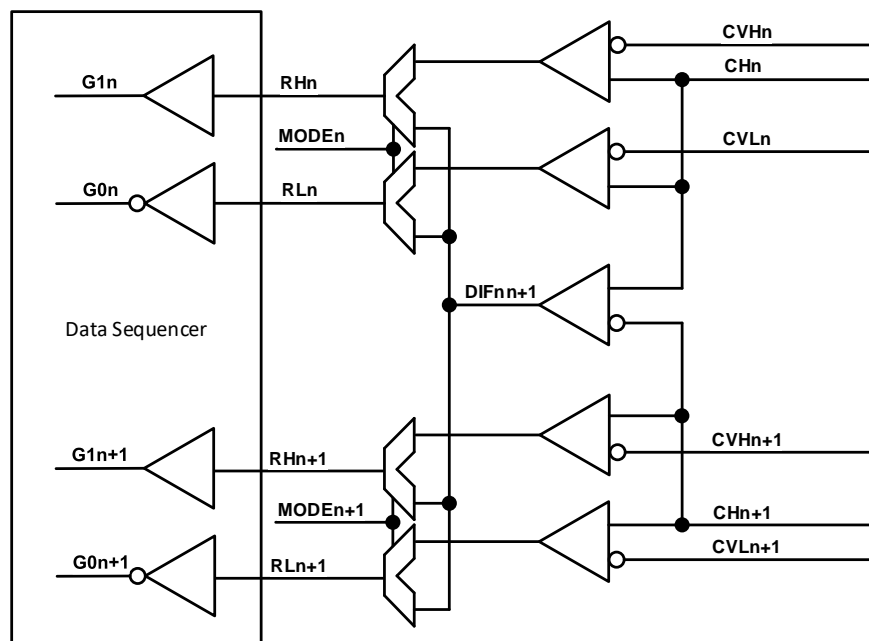 CVHn
G1n
RHn
CHn
MODEn
CVLn
G0n
RLn
DIFnn+1
Data Sequencer
G1n+1
RHn+1
CVHn+1
MODEn+1
CHn+1
G0n+1
RLn+1
CVLn+1